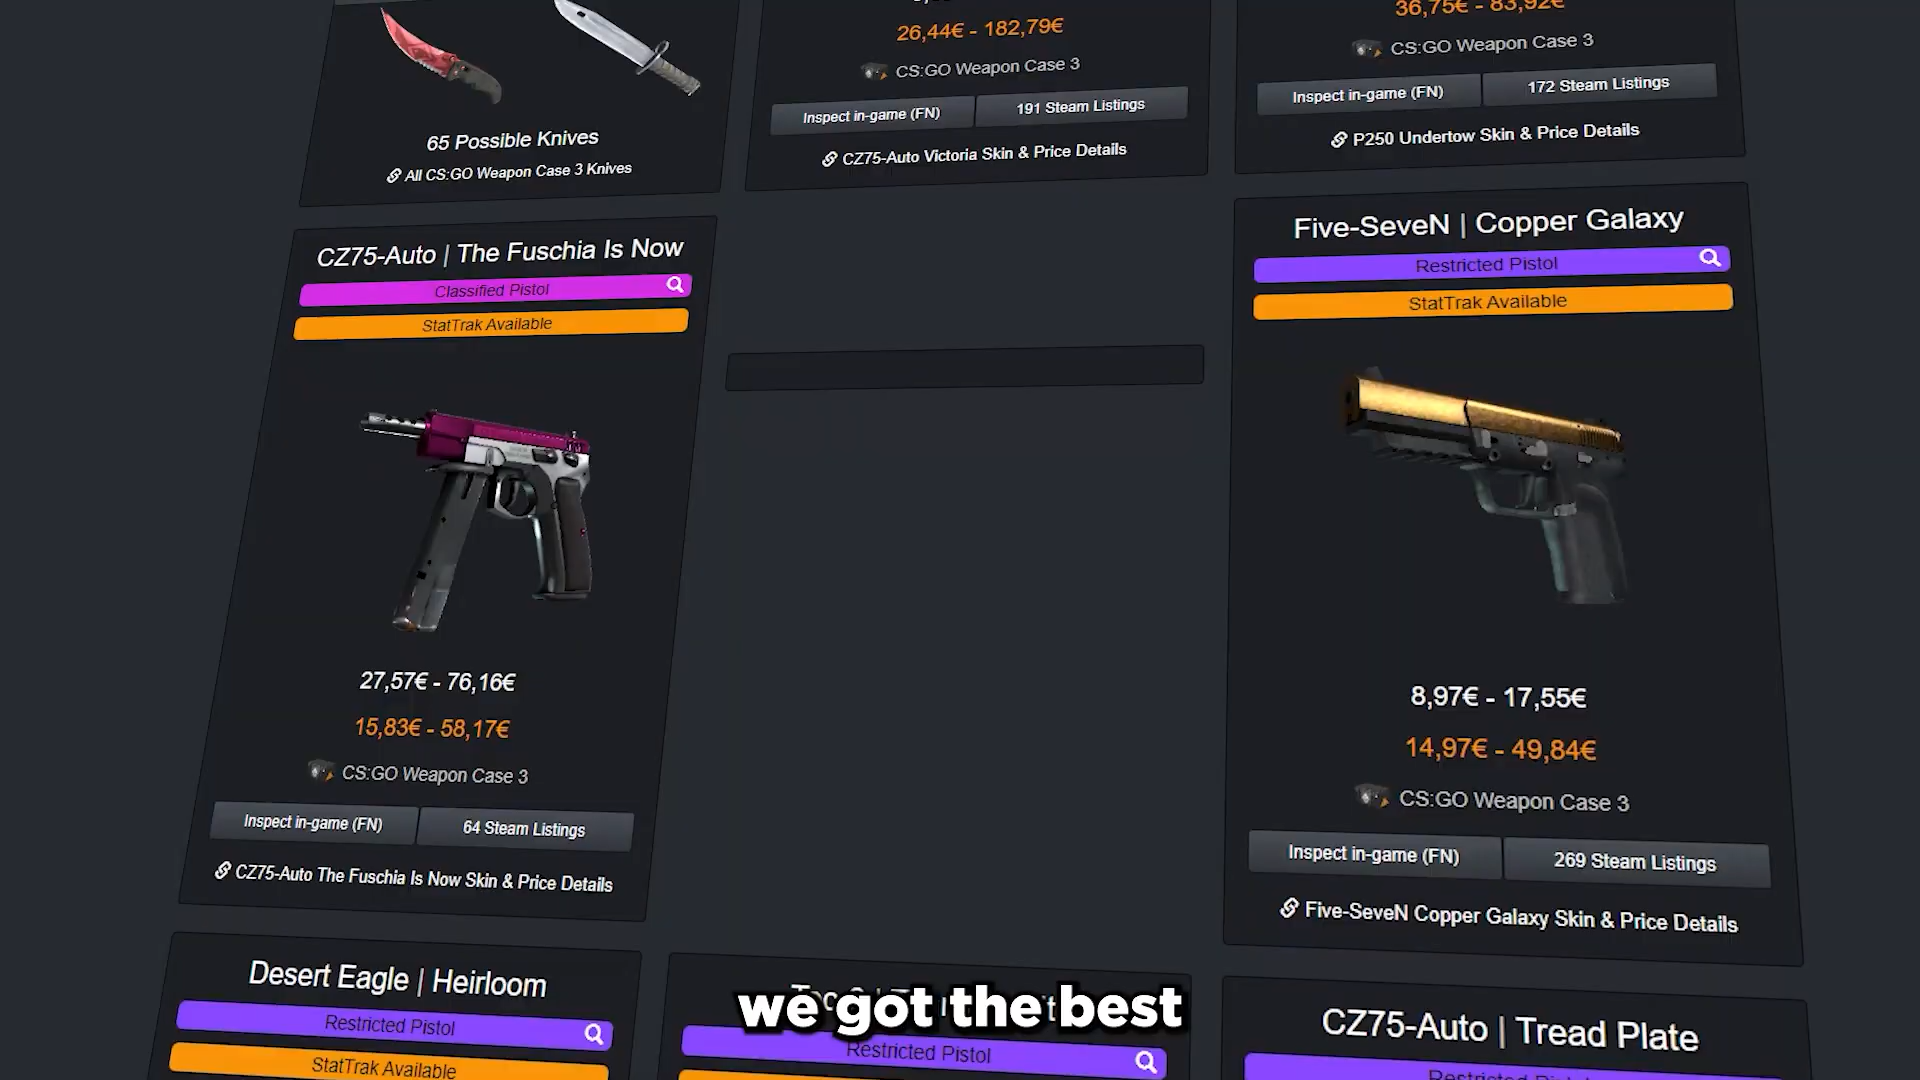 65 Possible Knives
All CS:GO Weapon Case 3 Knives
26,44€ - 182,79€
CS:GO Weapon Case 3
Inspect in-game (FN)
191 Steam Listings
CZ75-Auto Victoria Skin & Price Details
36,75€ - 83,92€
CS:GO Weapon Case 3
Inspect in-game (FN)
172 Steam Listings
P250 Undertow Skin & Price Details
CZ75-Auto | The Fuschia Is Now
Classified Pistol
StatTrak Available
27,57€ - 76,16€
15,83€ - 58,17€
CS:GO Weapon Case 3
Inspect in-game (FN)
64 Steam Listings
CZ75-Auto The Fuschia Is Now Skin & Price Details
Five-SeveN | Copper Galaxy
Restricted Pistol
StatTrak Available
8,97€ - 17,55€
14,97€ - 49,84€
CS:GO Weapon Case 3
Inspect in-game (FN)
269 Steam Listings
Five-SeveN Copper Galaxy Skin & Price Details
Desert Eagle | Heirloom
Restricted Pistol
StatTrak Available
we got the best
Restricted Pistol
CZ75-Auto | Tread Plate